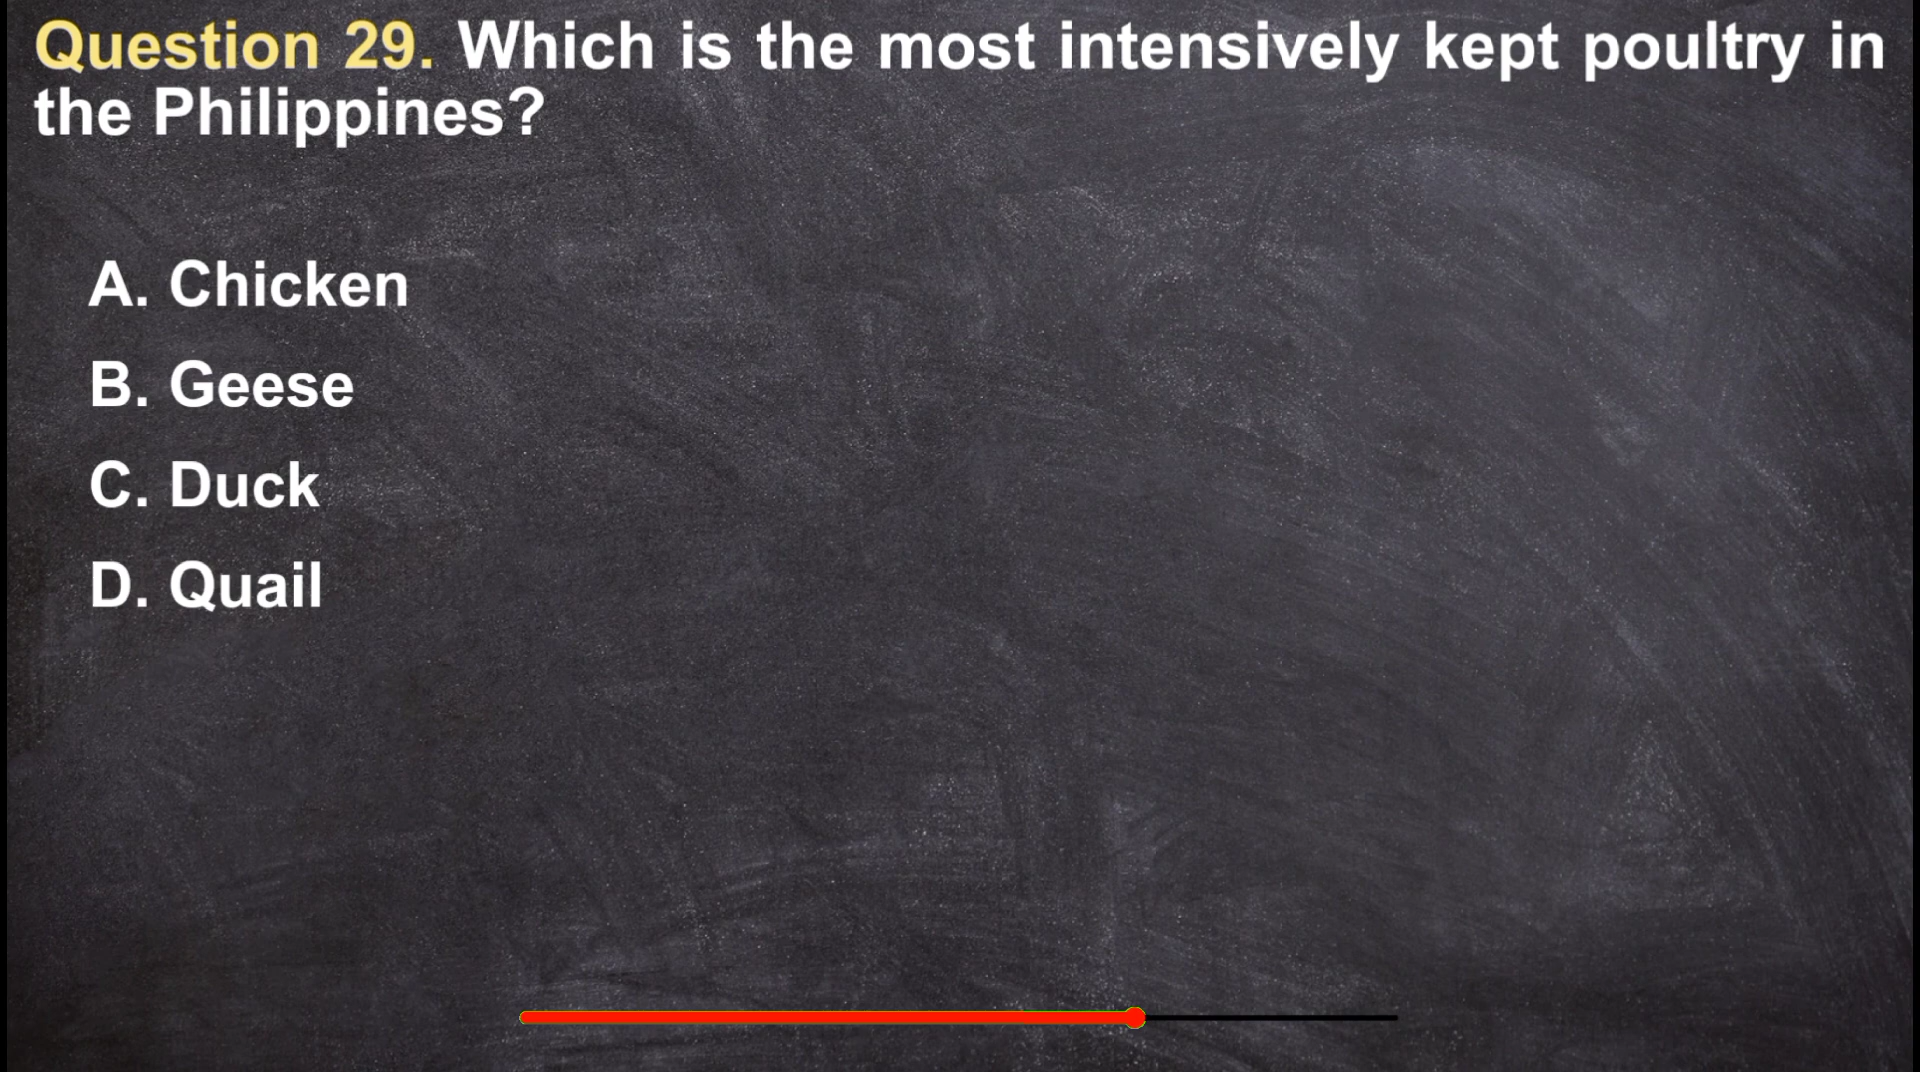 Question 29. Which is the most intensively kept poultry in
the Philippines?
A. Chicken
B. Geese
C. Duck
D. Quail